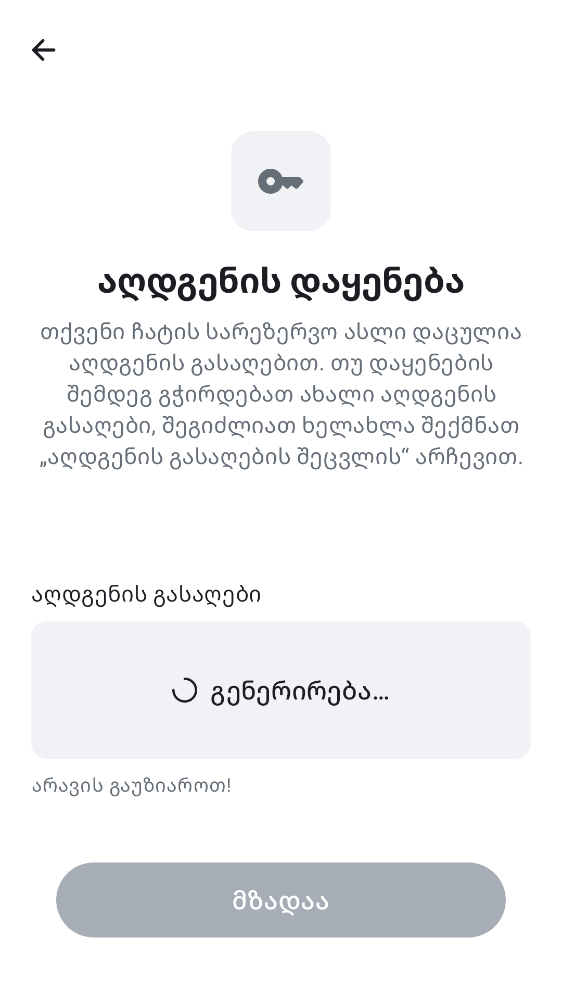 აღდგენის დაყენება
თქვენი ჩატის სარეზერვო ასლი დაცულია
აღდგენის გასაღებით. თუ დაყენების
შემდეგ გჭირდებათ ახალი აღდგენის
გასაღები, შეგიძლიათ ხელახლა შექმნათ
„აღდგენის გასაღების შეცვლის“ არჩევით.
აღდგენის გასაღები
გენერირება…
არავის გაუზიაროთ!
მზადაა